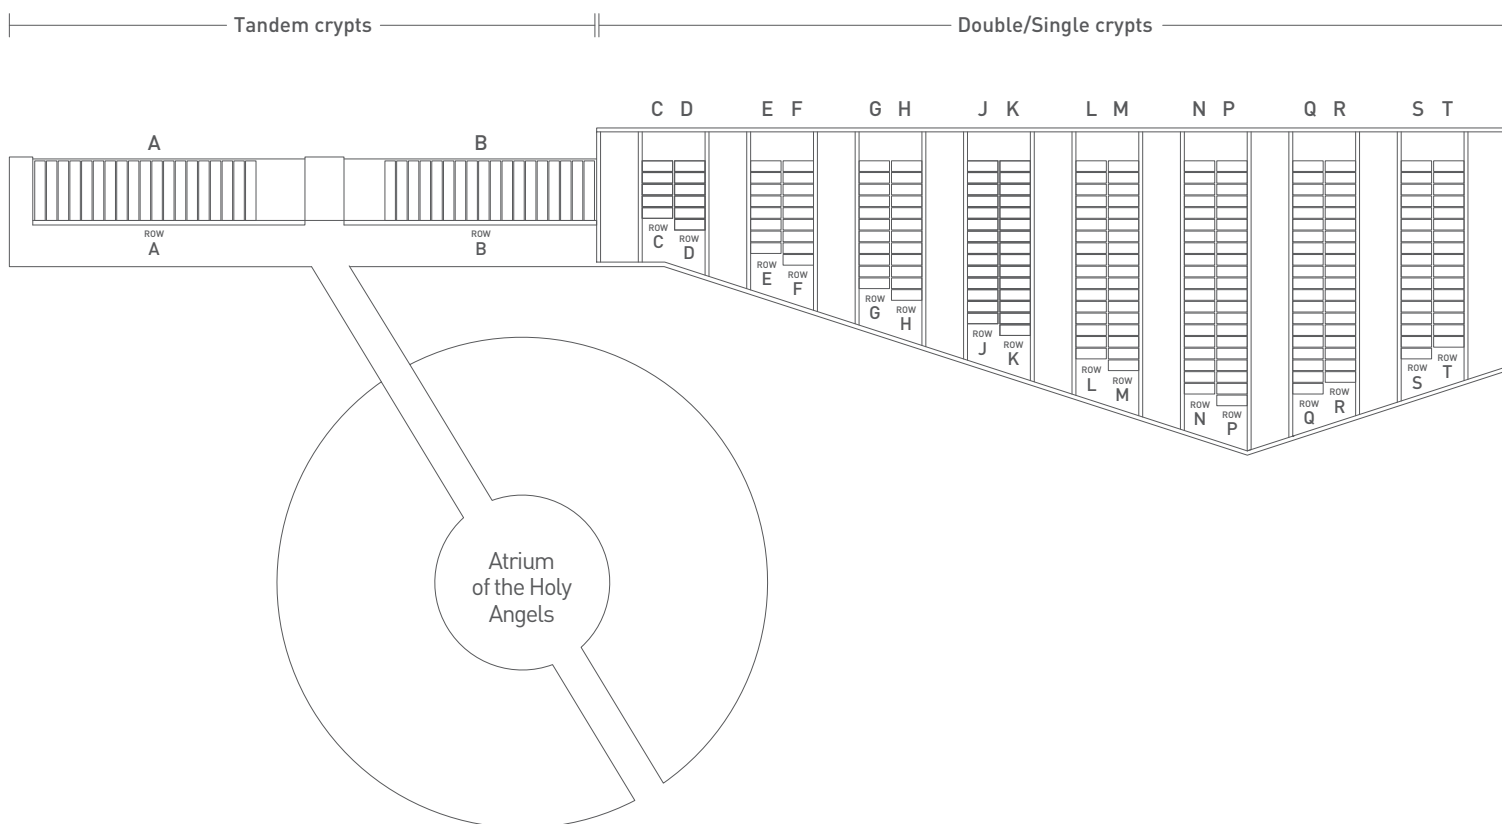 Tandem crypts
Double/Single crypts
C D E F G H J K L M N P Q R S T
A B
ROW
A
ROW
B
ROW
C
ROW
D
ROW
E
ROW
F
ROW
G
ROW
H
ROW
J
ROW
K
ROW
L
ROW
M
ROW
N
ROW
P
ROW
Q
ROW
R
ROW
S
ROW
T
Atrium
of the Holy
Angels